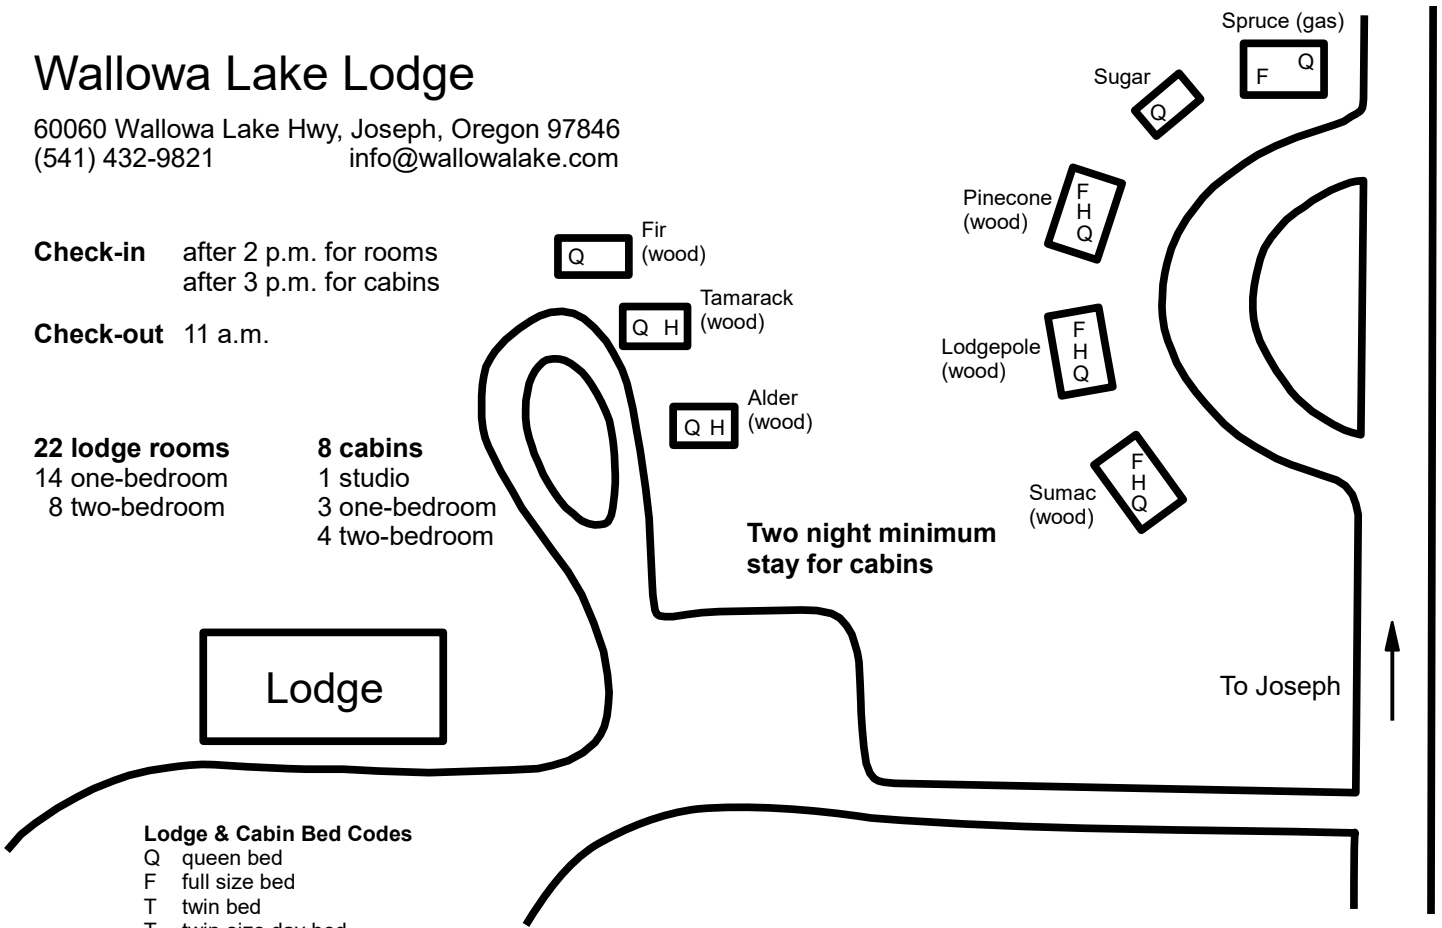 Wallowa Lake Lodge
60060 Wallowa Lake Hwy, Joseph, Oregon 97846
(541) 432-9821 info@wallowalake.com
Check-in after 2 p.m. for rooms
after 3 p.m. for cabins
Check-out 11 a.m.
22 lodge rooms
14 one-bedroom
8 two-bedroom
8 cabins
1 studio
3 one-bedroom
4 two-bedroom
Spruce (gas)
F Q
Sugar
Q
Pinecone
(wood)
F
H
Q
Fir
(wood)
Q
Tamarack
(wood)
Q H
Lodgepole
(wood)
F
H
Q
Alder
(wood)
Q H
Sumac
(wood)
F
H
Q
Two night minimum
stay for cabins
Lodge
To Joseph
Lodge & Cabin Bed Codes
Q queen bed
F full size bed
T twin bed
T twin size day bed